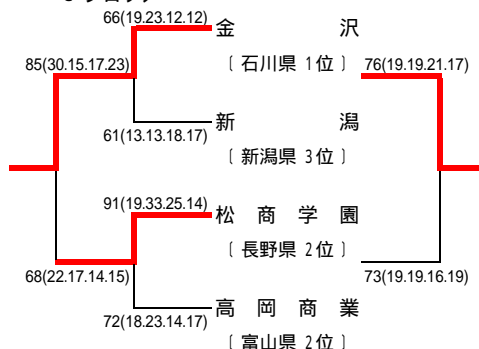 66(19.23.12.12)
金沢
85(30.15.17.23)
〔石川県 1位〕
76(19.19.21.17)
新潟
61(13.13.18.17)
〔新潟県 3位〕
91(19.33.25.14)
松商学園
〔長野県 2位〕
68(22.17.14.15)
73(19.19.16.19)
高岡商業
72(18.23.14.17)
〔富山県 2位〕